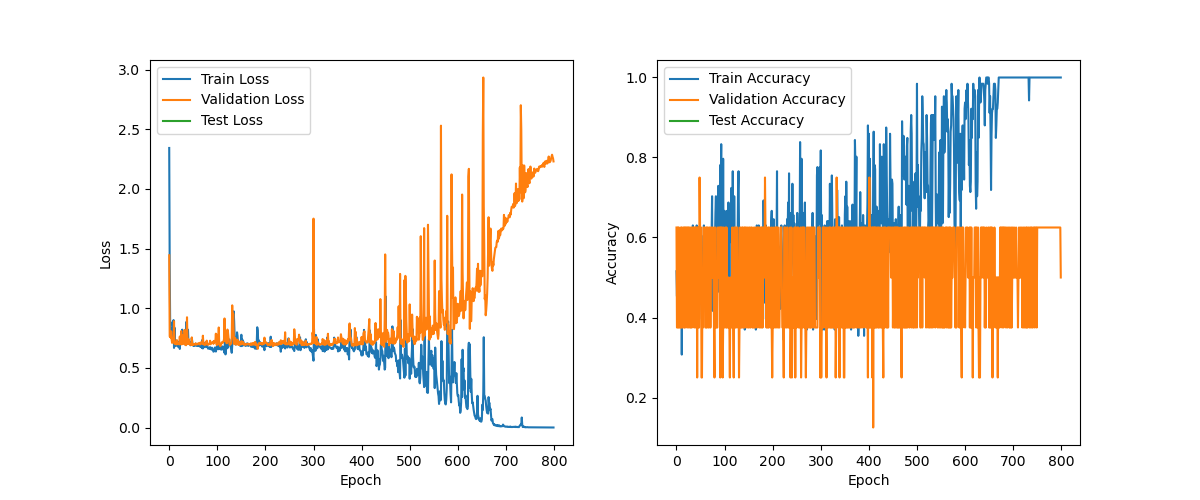 Train Loss
Validation Loss
Test Loss
3.0
2.5
2.0
1.5
1.0
0.5
0.0
Loss
0 100 200 300 400 500 600 700 800
Epoch
Train Accuracy
Validation Accuracy
Test Accuracy
1.0
0.8
0.6
0.4
0.2
Accuracy
0 100 200 300 400 500 600 700 800
Epoch